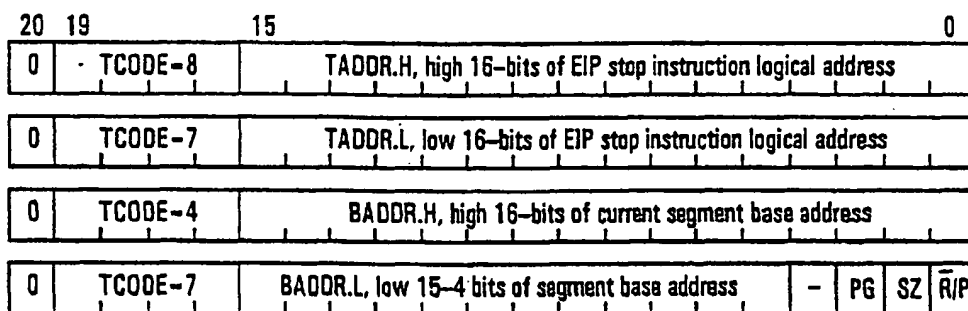 20 19 15 0
0 TCODE-8 TADDR.H, high 16-bits of EIP stop instruction logical address
0 TCODE-7 TADDR.L, low 16-bits of EIP stop instruction logical address
0 TCODE-4 BADDR.H, high 16-bits of current segment base address
0 TCODE-7 BADDR.L, low 15-4 bits of segment base address - PG SZ R̅/P